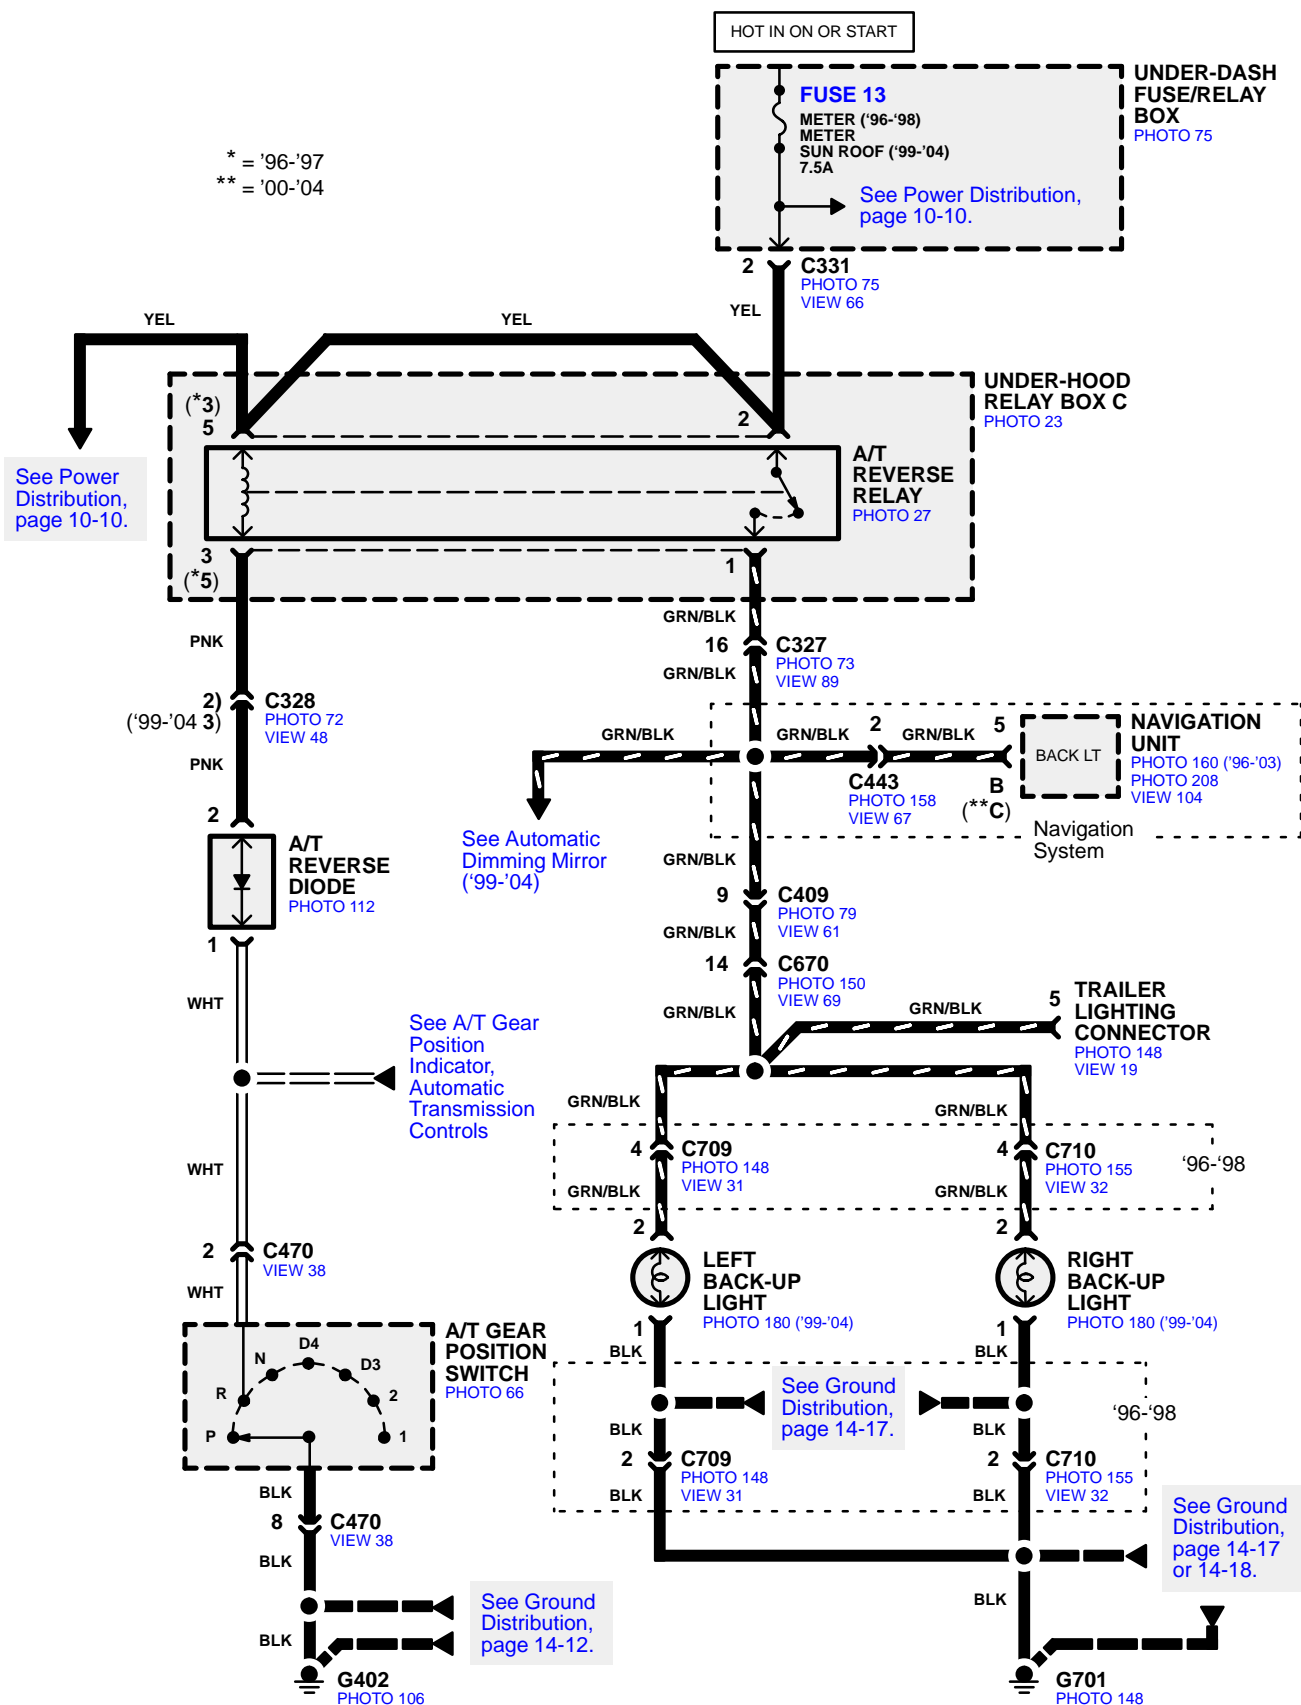 HOT IN ON OR START
UNDER-DASH
FUSE/RELAY
BOX
PHOTO 75
FUSE 13
METER (‘96-‘98)
METER
SUN ROOF (‘99-‘04)
7.5A
See Power Distribution,
page 10-10.
* = ’96-’97
** = ’00-’04
2 C331
PHOTO 75
VIEW 66
YEL
YEL
YEL
UNDER-HOOD
RELAY BOX C
PHOTO 23
(*3)
5
2
A/T
REVERSE
RELAY
PHOTO 27
See Power
Distribution,
page 10-10.
3
(*5)
1
GRN/BLK
PNK
16 C327
PHOTO 73
VIEW 89
GRN/BLK
2)
(‘99-’04 3)
C328
PHOTO 72
VIEW 48
PNK
GRN/BLK
GRN/BLK
2
GRN/BLK
5
BACK LT
NAVIGATION
UNIT
PHOTO 160 (’96-’03)
PHOTO 208
VIEW 104
C443
PHOTO 158
VIEW 67
B
(**C)
Navigation
System
See Automatic
Dimming Mirror
(‘99-’04)
2
A/T
REVERSE
DIODE
PHOTO 112
1
GRN/BLK
9 C409
PHOTO 79
VIEW 61
GRN/BLK
14 C670
PHOTO 150
VIEW 69
GRN/BLK
GRN/BLK
5
TRAILER
LIGHTING
CONNECTOR
PHOTO 148
VIEW 19
WHT
See A/T Gear
Position
Indicator,
Automatic
Transmission
Controls
GRN/BLK
GRN/BLK
4 C709
PHOTO 148
VIEW 31
4 C710
PHOTO 155
VIEW 32
‘96-‘98
WHT
GRN/BLK
GRN/BLK
2
2
2 C470
VIEW 38
WHT
LEFT
BACK-UP
LIGHT
PHOTO 180 (’99-’04)
RIGHT
BACK-UP
LIGHT
PHOTO 180 (’99-’04)
1
1
BLK
BLK
A/T GEAR
POSITION
SWITCH
PHOTO 66
P
R
N
D4
D3
2
1
See Ground
Distribution,
page 14-17.
‘96-‘98
BLK
BLK
2 C709
PHOTO 148
VIEW 31
2 C710
PHOTO 155
VIEW 32
BLK
BLK
BLK
8 C470
VIEW 38
BLK
See Ground
Distribution,
page 14-17
or 14-18.
BLK
See Ground
Distribution,
page 14-12.
BLK
G402
PHOTO 106
G701
PHOTO 148